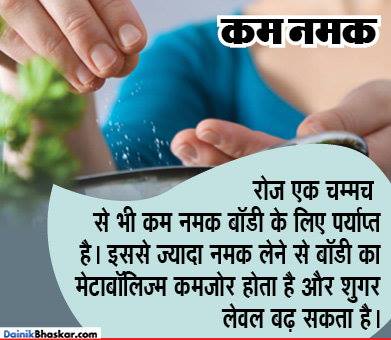 कम नमक
रोज एक चम्मच
से भी कम नमक बॉडी के लिए पर्याप्त
है। इससे ज्यादा नमक लेने से बॉडी का
मेटाबॉलिज्म कमजोर होता है और शुगर
लेवल बढ़ सकता है।
DainikBhaskar.com